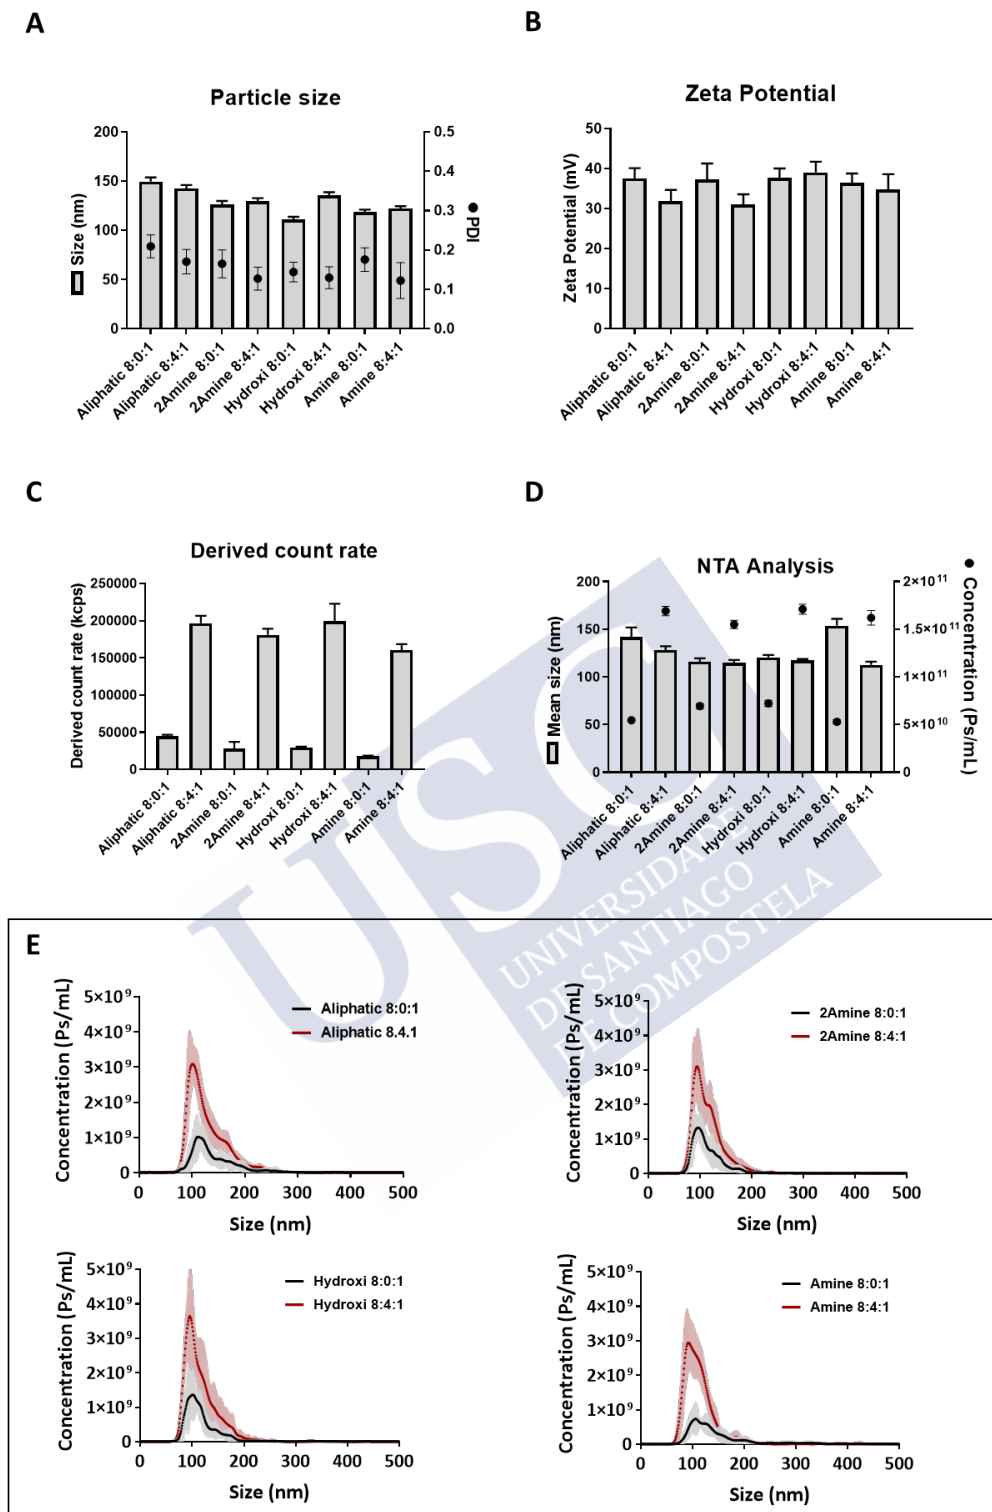 A
Particle size
Size (nm)
200
150
100
50
0
0.5
0.4
0.3
0.2
0.1
0.0
PDI
Aliphatic 8:0:1
Aliphatic 8:4:1
2Amine 8:0:1
2Amine 8:4:1
Hydroxi 8:0:1
Hydroxi 8:4:1
Amine 8:0:1
Amine 8:4:1
B
Zeta Potential
Zeta Potential (mV)
50
40
30
20
10
0
Aliphatic 8:0:1
Aliphatic 8:4:1
2Amine 8:0:1
2Amine 8:4:1
Hydroxi 8:0:1
Hydroxi 8:4:1
Amine 8:0:1
Amine 8:4:1
C
Derived count rate
Derived count rate (kcps)
250000
200000
150000
100000
50000
0
Aliphatic 8:0:1
Aliphatic 8:4:1
2Amine 8:0:1
2Amine 8:4:1
Hydroxi 8:0:1
Hydroxi 8:4:1
Amine 8:0:1
Amine 8:4:1
D
NTA Analysis
Mean size (nm)
200
150
100
50
0
2×10¹¹
1.5×10¹¹
1×10¹¹
5×10¹⁰
0
Concentration (Ps/mL)
Aliphatic 8:0:1
Aliphatic 8:4:1
2Amine 8:0:1
2Amine 8:4:1
Hydroxi 8:0:1
Hydroxi 8:4:1
Amine 8:0:1
Amine 8:4:1
USC
UNIVERSIDADE
DE SANTIAGO
DE COMPOSTELA
E
Concentration (Ps/mL)
5×10⁹
4×10⁹
3×10⁹
2×10⁹
1×10⁹
0
0 100 200 300 400 500
Size (nm)
Aliphatic 8:0:1
Aliphatic 8.4.1
Concentration (Ps/mL)
5×10⁹
4×10⁹
3×10⁹
2×10⁹
1×10⁹
0
0 100 200 300 400 500
Size (nm)
2Amine 8:0:1
2Amine 8:4:1
Concentration (Ps/mL)
5×10⁹
4×10⁹
3×10⁹
2×10⁹
1×10⁹
0
0 100 200 300 400 500
Size (nm)
Hydroxi 8:0:1
Hydroxi 8:4:1
Concentration (Ps/mL)
5×10⁹
4×10⁹
3×10⁹
2×10⁹
1×10⁹
0
0 100 200 300 400 500
Size (nm)
Amine 8:0:1
Amine 8:4:1